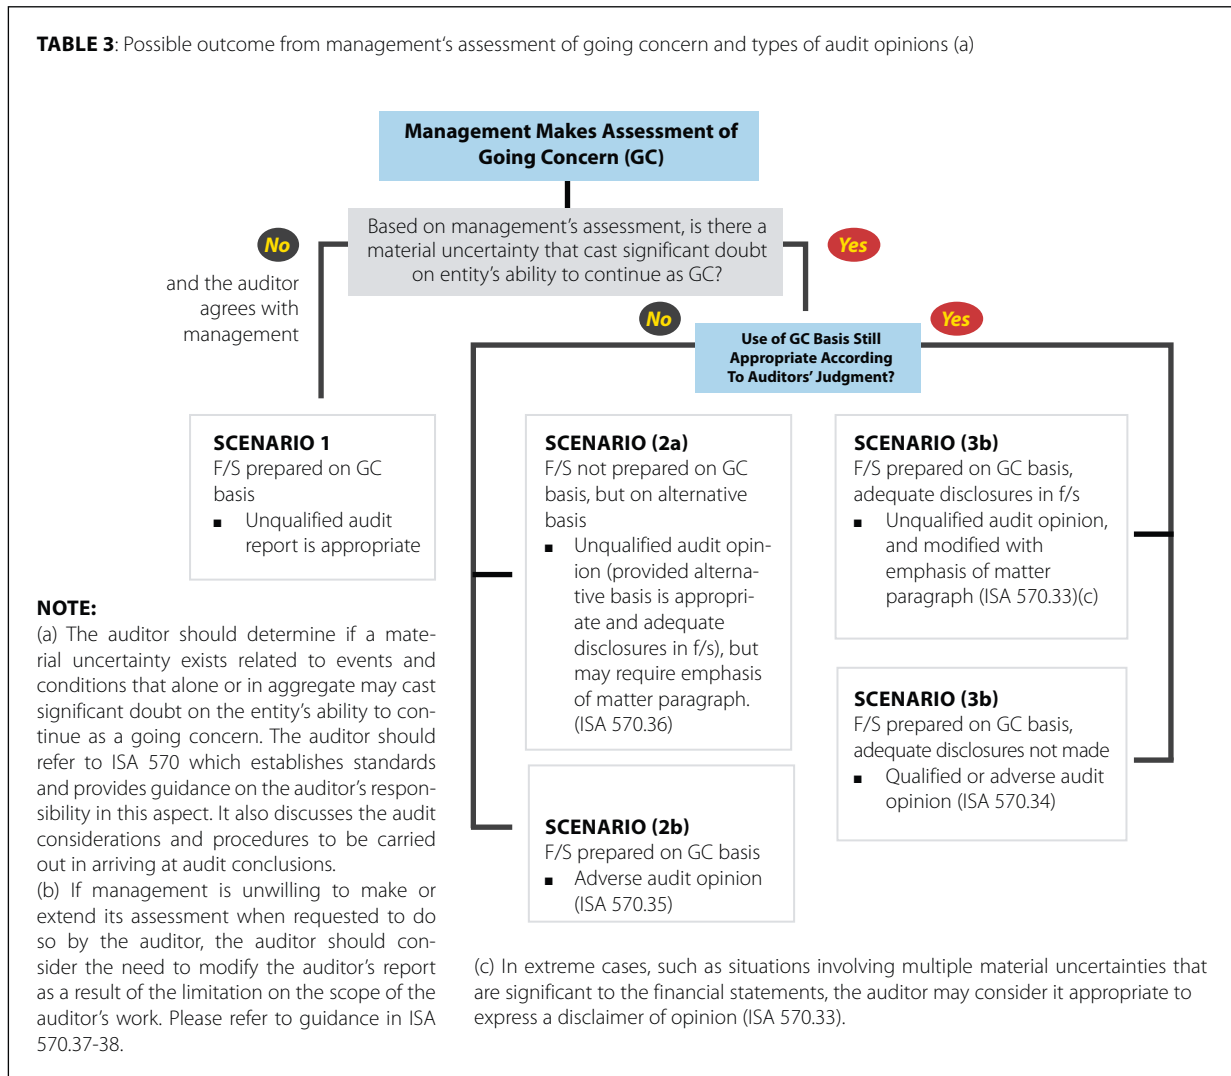 TABLE 3: Possible outcome from management‘s assessment of going concern and types of audit opinions (a)
Management Makes Assessment of
Going Concern (GC)
Based on management’s assessment, is there a
material uncertainty that cast significant doubt
on entity’s ability to continue as GC?
No
and the auditor
agrees with
management
Yes
No
Yes
Use of GC Basis Still
Appropriate According
To Auditors’ Judgment?
SCENARIO 1
F/S prepared on GC
basis
▪ Unqualified audit
report is appropriate
SCENARIO (2a)
F/S not prepared on GC
basis, but on alternative
basis
▪ Unqualified audit opin-
ion (provided alterna-
tive basis is appropri-
ate and adequate
disclosures in f/s), but
may require emphasis
of matter paragraph.
(ISA 570.36)
SCENARIO (3b)
F/S prepared on GC basis,
adequate disclosures in f/s
▪ Unqualified audit opinion,
and modified with
emphasis of matter
paragraph (ISA 570.33)(c)
SCENARIO (2b)
F/S prepared on GC basis
▪ Adverse audit opinion
(ISA 570.35)
SCENARIO (3b)
F/S prepared on GC basis,
adequate disclosures not made
▪ Qualified or adverse audit
opinion (ISA 570.34)
NOTE:
(a) The auditor should determine if a mate-
rial uncertainty exists related to events and
conditions that alone or in aggregate may cast
significant doubt on the entity’s ability to con-
tinue as a going concern. The auditor should
refer to ISA 570 which establishes standards
and provides guidance on the auditor’s respon-
sibility in this aspect. It also discusses the audit
considerations and procedures to be carried
out in arriving at audit conclusions.
(b) If management is unwilling to make or
extend its assessment when requested to do
so by the auditor, the auditor should con-
sider the need to modify the auditor’s report
as a result of the limitation on the scope of the
auditor’s work. Please refer to guidance in ISA
570.37-38.
(c) In extreme cases, such as situations involving multiple material uncertainties that
are significant to the financial statements, the auditor may consider it appropriate to
express a disclaimer of opinion (ISA 570.33).